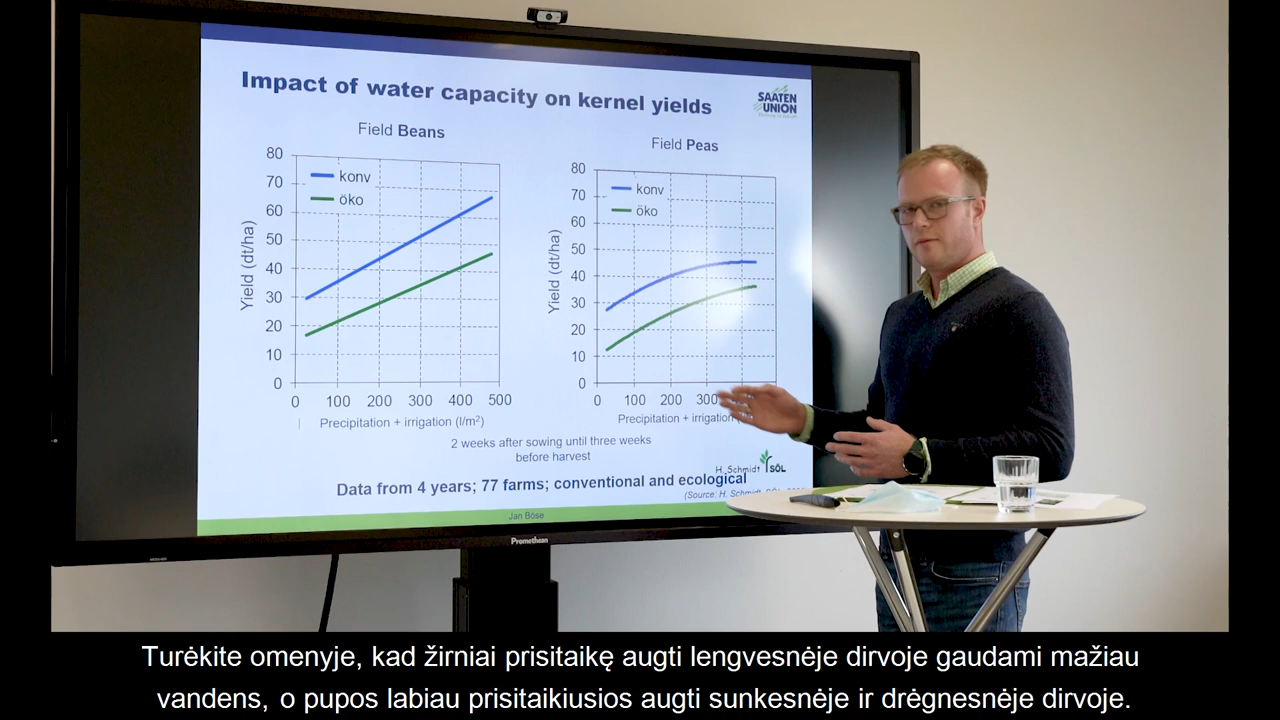 Impact of water capacity on kernel yields
SAATEN
UNION
Field Beans
80
70
60
50
40
30
20
10
0
konv
öko
Yield (dt/ha)
0 100 200 300 400 500
Precipitation + irrigation (l/m²)
Field Peas
80
70
60
50
40
30
20
10
0
konv
öko
Yield (dt/ha)
0 100 200 300
Precipitation + irrigation
2 weeks after sowing until three weeks
before harvest
H. Schmidt SÖL
Data from 4 years; 77 farms; conventional and ecological
(Source: H. Schmidt, SÖL
Jan Böse
Promethean
Turėkite omenyje, kad žirniai prisitaikę augti lengvesnėje dirvoje gaudami mažiau
vandens, o pupos labiau prisitaikiusios augti sunkesnėje ir drėgnesnėje dirvoje.